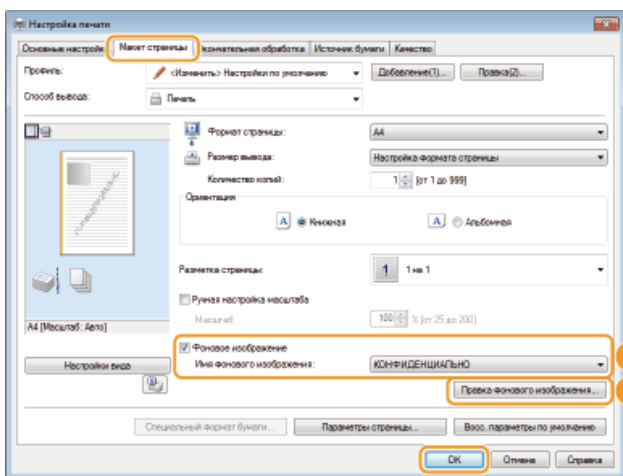 Настройка печати
Основные настройки Макет страницы Окончательная обработка Источник бумаги Качество
Профиль: <Изменить> Настройки по умолчанию Добавление(1)... Правка(2)...
Способ вывода: Печать
Формат страницы: A4
Размер вывода: Настройка формата страницы
Количество копий: 1 [от 1 до 999]
Ориентация
A Книжная A Альбомная
Разметка страницы: 1 1 на 1
Ручная настройка масштаба
Масштаб: 100 % [от 25 до 200]
A4 [Масштаб: Авто]
Фоновое изображение
Настройки вида Имя фонового изображения: КОНФИДЕНЦИАЛЬНО
Правка фонового изображения...
Специальный формат бумаги... Параметры страницы... Восс. параметры по умолчанию
OK Отмена Справка